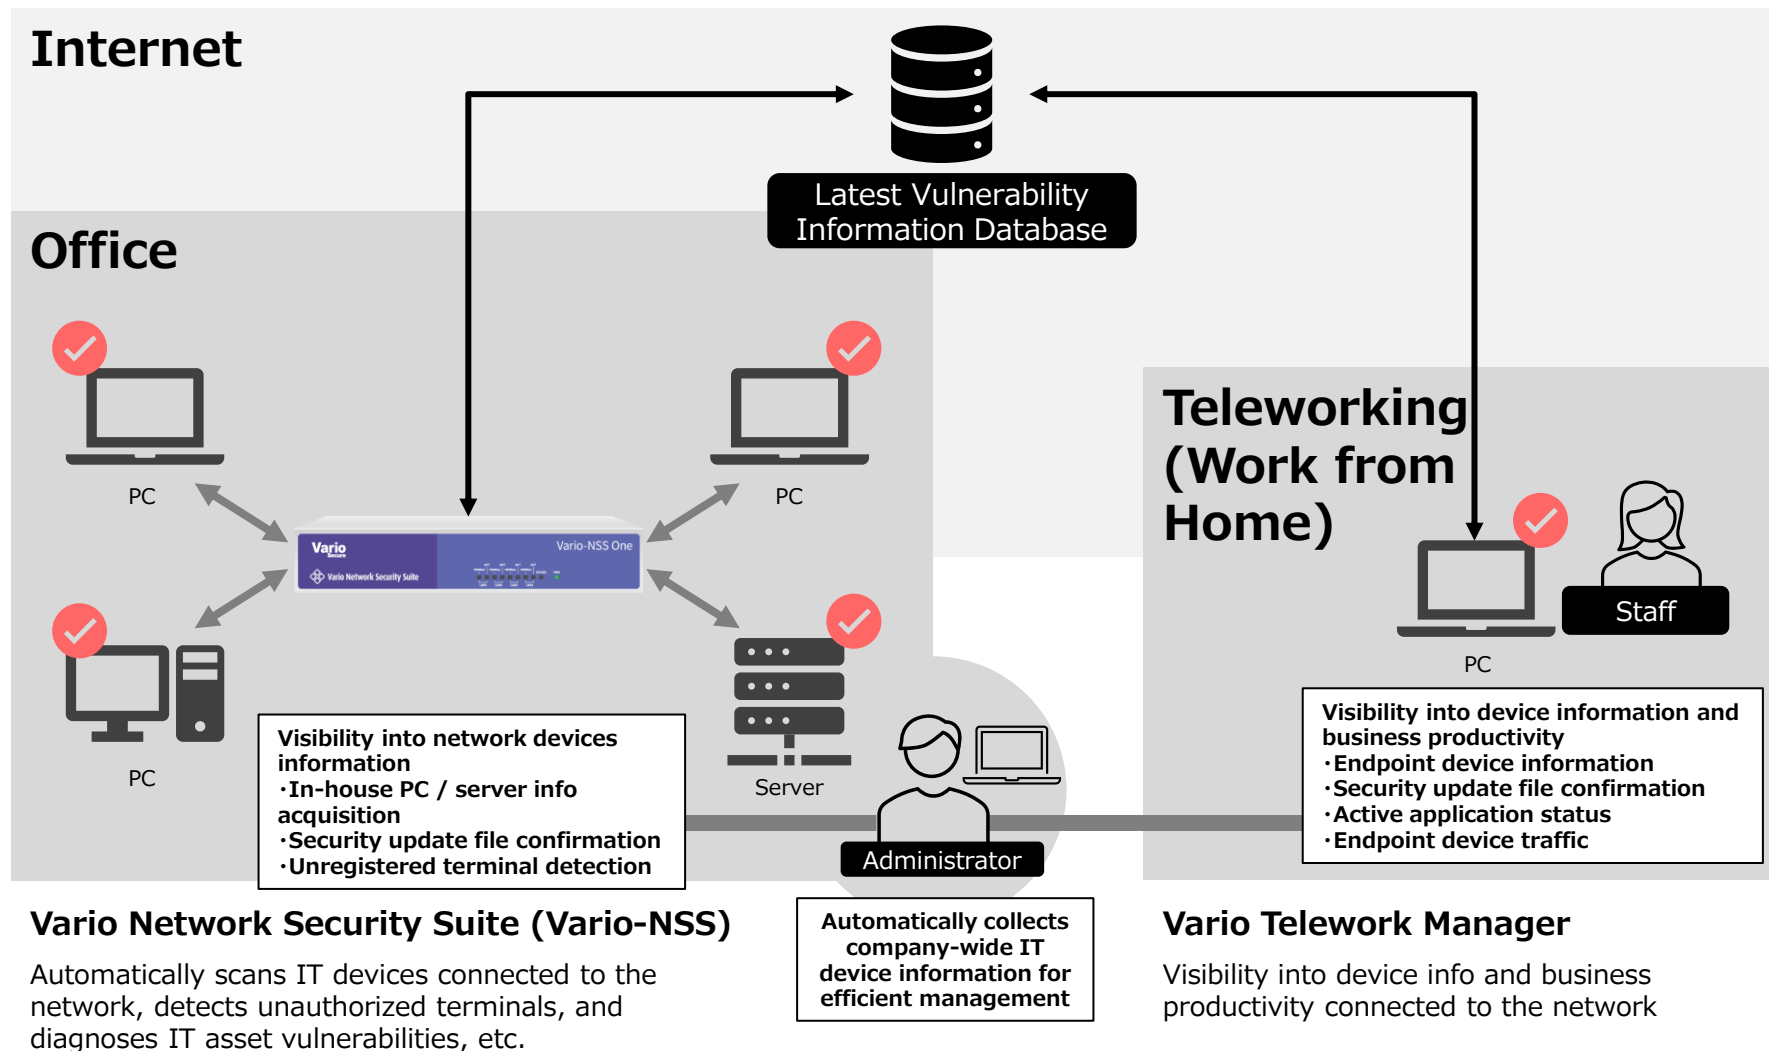 Internet
Latest Vulnerability
Information Database
Office
PC
PC
Vario
Secure
Vario Network Security Suite
Vario-NSS One
PC
Server
Visibility into network devices
information
・In-house PC / server info
acquisition
・Security update file confirmation
・Unregistered terminal detection
Administrator
Automatically collects
company-wide IT
device information for
efficient management
Teleworking
(Work from
Home)
Staff
PC
Visibility into device information and
business productivity
・Endpoint device information
・Security update file confirmation
・Active application status
・Endpoint device traffic
Vario Network Security Suite (Vario-NSS)
Automatically scans IT devices connected to the
network, detects unauthorized terminals, and
diagnoses IT asset vulnerabilities, etc.
Vario Telework Manager
Visibility into device info and business
productivity connected to the network